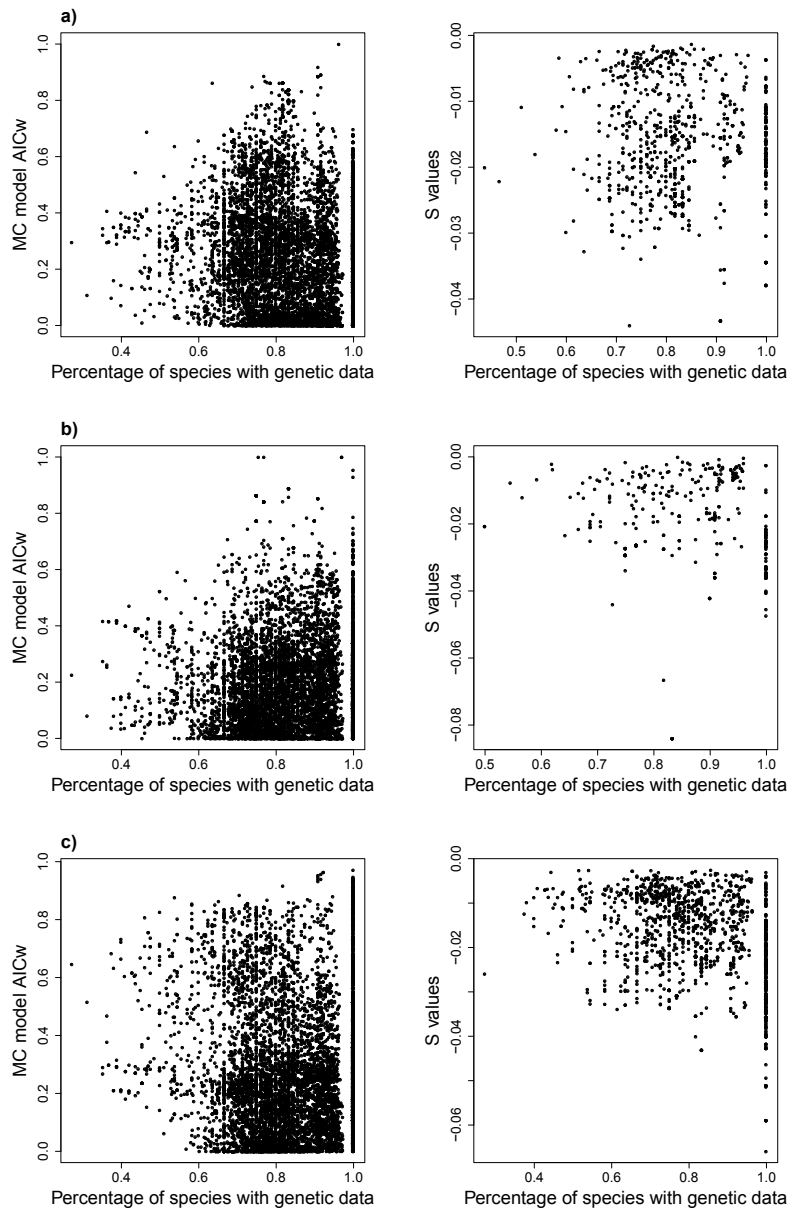 a)
MC model AICw
0.0 0.2 0.4 0.6 0.8 1.0
0.4 0.6 0.8 1.0
Percentage of species with genetic data
S values
−0.04 −0.03 −0.02 −0.01 0.00
0.5 0.6 0.7 0.8 0.9 1.0
Percentage of species with genetic data
b)
MC model AICw
0.0 0.2 0.4 0.6 0.8 1.0
0.4 0.6 0.8 1.0
Percentage of species with genetic data
S values
−0.08 −0.06 −0.04 −0.02 0.00
0.5 0.6 0.7 0.8 0.9 1.0
Percentage of species with genetic data
c)
MC model AICw
0.0 0.2 0.4 0.6 0.8 1.0
0.4 0.6 0.8 1.0
Percentage of species with genetic data
S values
−0.06 −0.04 −0.02 0.00
0.4 0.6 0.8 1.0
Percentage of species with genetic data